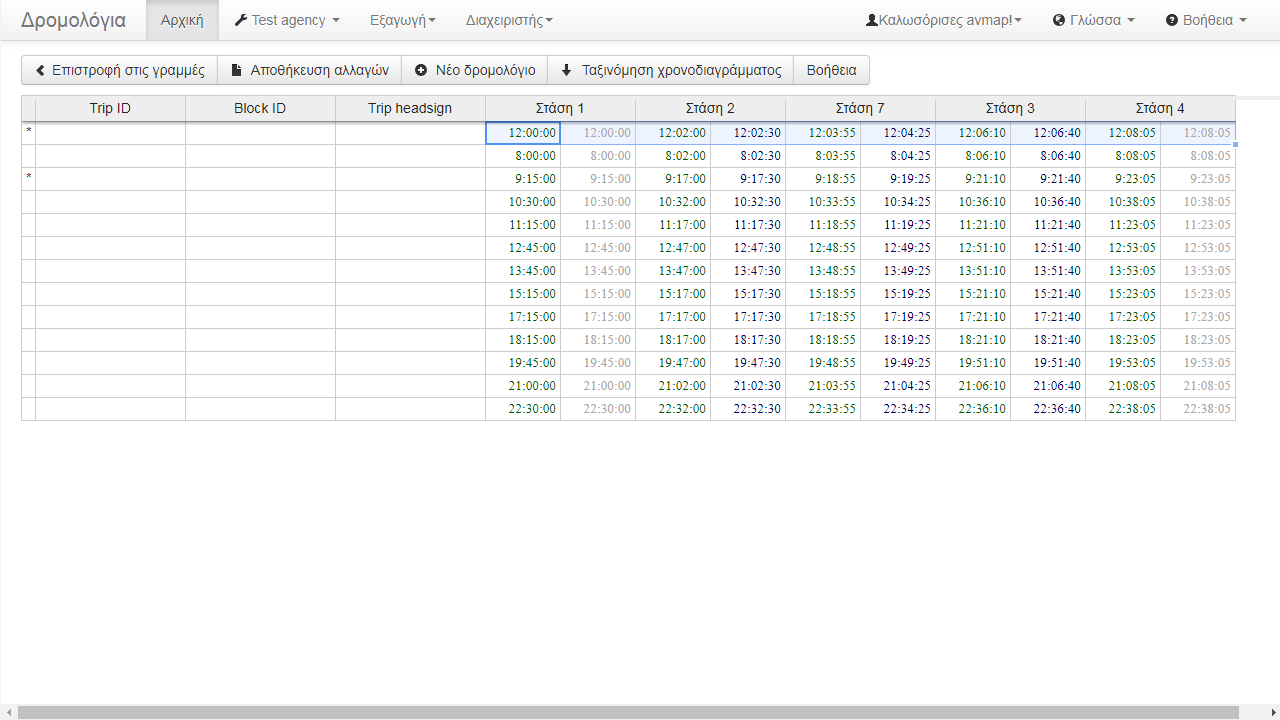 Δρομολόγια Αρχική Test agency Εξαγωγή Διαχειριστής Καλωσόρισες avmap! Γλώσσα Βοήθεια
Επιστροφή στις γραμμές Αποθήκευση αλλαγών Νέο δρομολόγιο Ταξινόμηση χρονοδιαγράμματος Βοήθεια
Trip ID Block ID Trip headsign Στάση 1 Στάση 2 Στάση 7 Στάση 3 Στάση 4
* 12:00:00 12:00:00 12:02:00 12:02:30 12:03:55 12:04:25 12:06:10 12:06:40 12:08:05 12:08:05
8:00:00 8:00:00 8:02:00 8:02:30 8:03:55 8:04:25 8:06:10 8:06:40 8:08:05 8:08:05
* 9:15:00 9:15:00 9:17:00 9:17:30 9:18:55 9:19:25 9:21:10 9:21:40 9:23:05 9:23:05
10:30:00 10:30:00 10:32:00 10:32:30 10:33:55 10:34:25 10:36:10 10:36:40 10:38:05 10:38:05
11:15:00 11:15:00 11:17:00 11:17:30 11:18:55 11:19:25 11:21:10 11:21:40 11:23:05 11:23:05
12:45:00 12:45:00 12:47:00 12:47:30 12:48:55 12:49:25 12:51:10 12:51:40 12:53:05 12:53:05
13:45:00 13:45:00 13:47:00 13:47:30 13:48:55 13:49:25 13:51:10 13:51:40 13:53:05 13:53:05
15:15:00 15:15:00 15:17:00 15:17:30 15:18:55 15:19:25 15:21:10 15:21:40 15:23:05 15:23:05
17:15:00 17:15:00 17:17:00 17:17:30 17:18:55 17:19:25 17:21:10 17:21:40 17:23:05 17:23:05
18:15:00 18:15:00 18:17:00 18:17:30 18:18:55 18:19:25 18:21:10 18:21:40 18:23:05 18:23:05
19:45:00 19:45:00 19:47:00 19:47:30 19:48:55 19:49:25 19:51:10 19:51:40 19:53:05 19:53:05
21:00:00 21:00:00 21:02:00 21:02:30 21:03:55 21:04:25 21:06:10 21:06:40 21:08:05 21:08:05
22:30:00 22:30:00 22:32:00 22:32:30 22:33:55 22:34:25 22:36:10 22:36:40 22:38:05 22:38:05